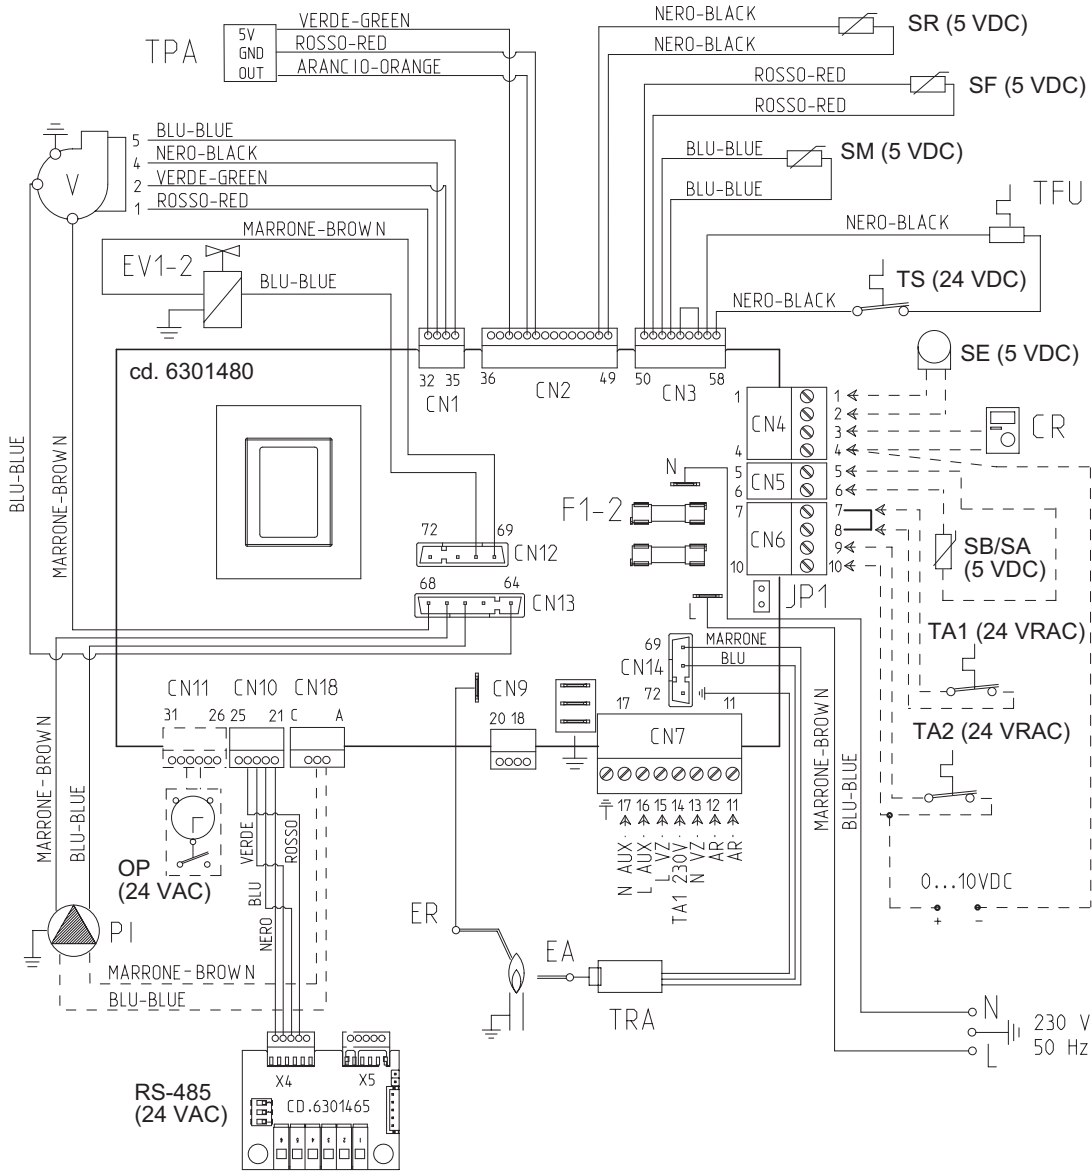 VERDE-GREEN
TPA
5V
GND
OUT
ROSSO-RED
ARANCIO-ORANGE
NERO-BLACK
SR (5 VDC)
NERO-BLACK
ROSSO-RED
SF (5 VDC)
ROSSO-RED
BLU-BLUE
SM (5 VDC)
BLU-BLUE
TFU
NERO-BLACK
TS (24 VDC)
NERO-BLACK
V
5
4
2
1
BLU-BLUE
NERO-BLACK
VERDE-GREEN
ROSSO-RED
MARRONE-BROWN
EV1-2
BLU-BLUE
cd. 6301480
32 35
CN1
36 49
CN2
50 58
CN3
SE (5 VDC)
CR
1
CN4
4
1
2
3
4
5
CN5
6
5
6
7
CN6
10
7
8
9
10
SB/SA
(5 VDC)
JP1
TA1 (24 VRAC)
TA2 (24 VRAC)
0...10VDC
+ -
N
F1-2
L
BLU-BLUE
MARRONE-BROWN
72 69
CN12
68 64
CN13
69
CN14
72
MARRONE
BLU
CN11
31 26
CN10
25 21
CN18
C A
CN9
20 18
17 11
CN7
17 16 15 14 13 12 11
N AUX
L AUX
L VZ
TA1 230V
N VZ
AR
AR
MARRONE-BROWN
BLU-BLUE
MARRONE-BROWN
BLU-BLUE
OP
(24 VAC)
VERDE
ROSSO
BLU
NERO
PI
MARRONE-BROWN
BLU-BLUE
ER
EA
TRA
N
L
230 V
50 Hz
X4
X5
RS-485
(24 VAC)
CD.6301465
6 5 4 3 2 1